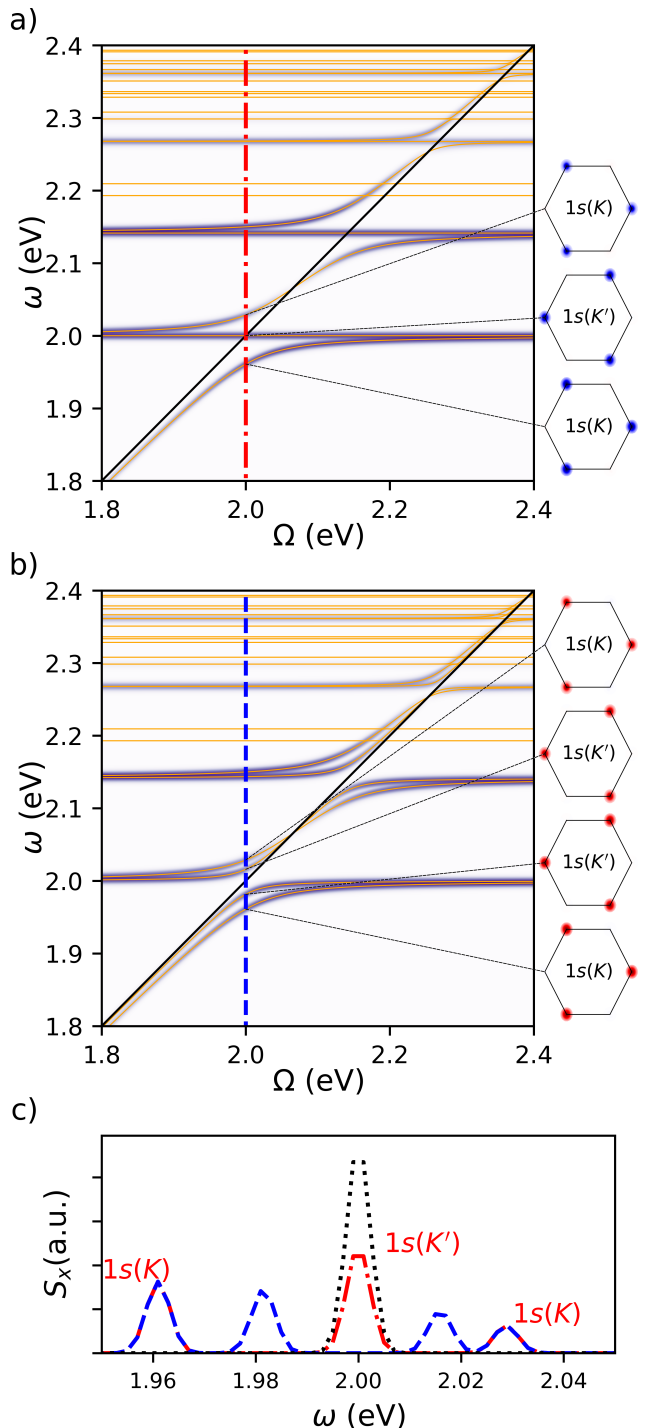 a)
2.4
2.3
2.2
2.1
2.0
1.9
1.8
ω (eV)
1.8 2.0 2.2 2.4
Ω (eV)
1s(K)
1s(K')
1s(K)
b)
2.4
2.3
2.2
2.1
2.0
1.9
1.8
ω (eV)
1.8 2.0 2.2 2.4
Ω (eV)
1s(K)
1s(K')
1s(K')
1s(K)
c)
Sx(a.u.)
1s(K)
1s(K')
1s(K)
1.96 1.98 2.00 2.02 2.04
ω (eV)